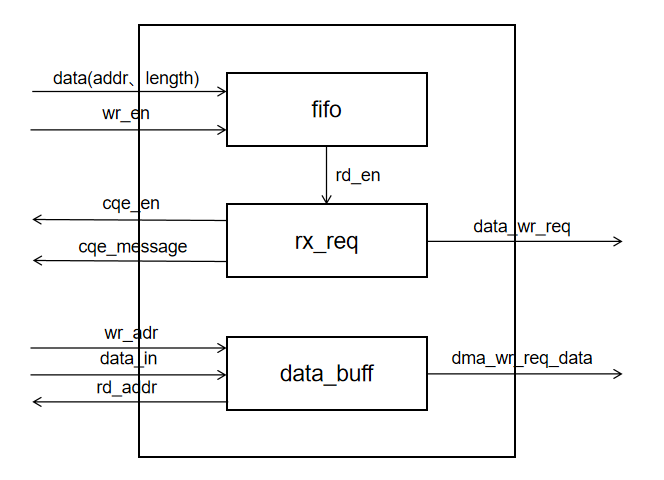 data(addr、length)
wr_en
fifo
rd_en
cqe_en
cqe_message
rx_req
data_wr_req
wr_adr
data_in
rd_addr
data_buff
dma_wr_req_data